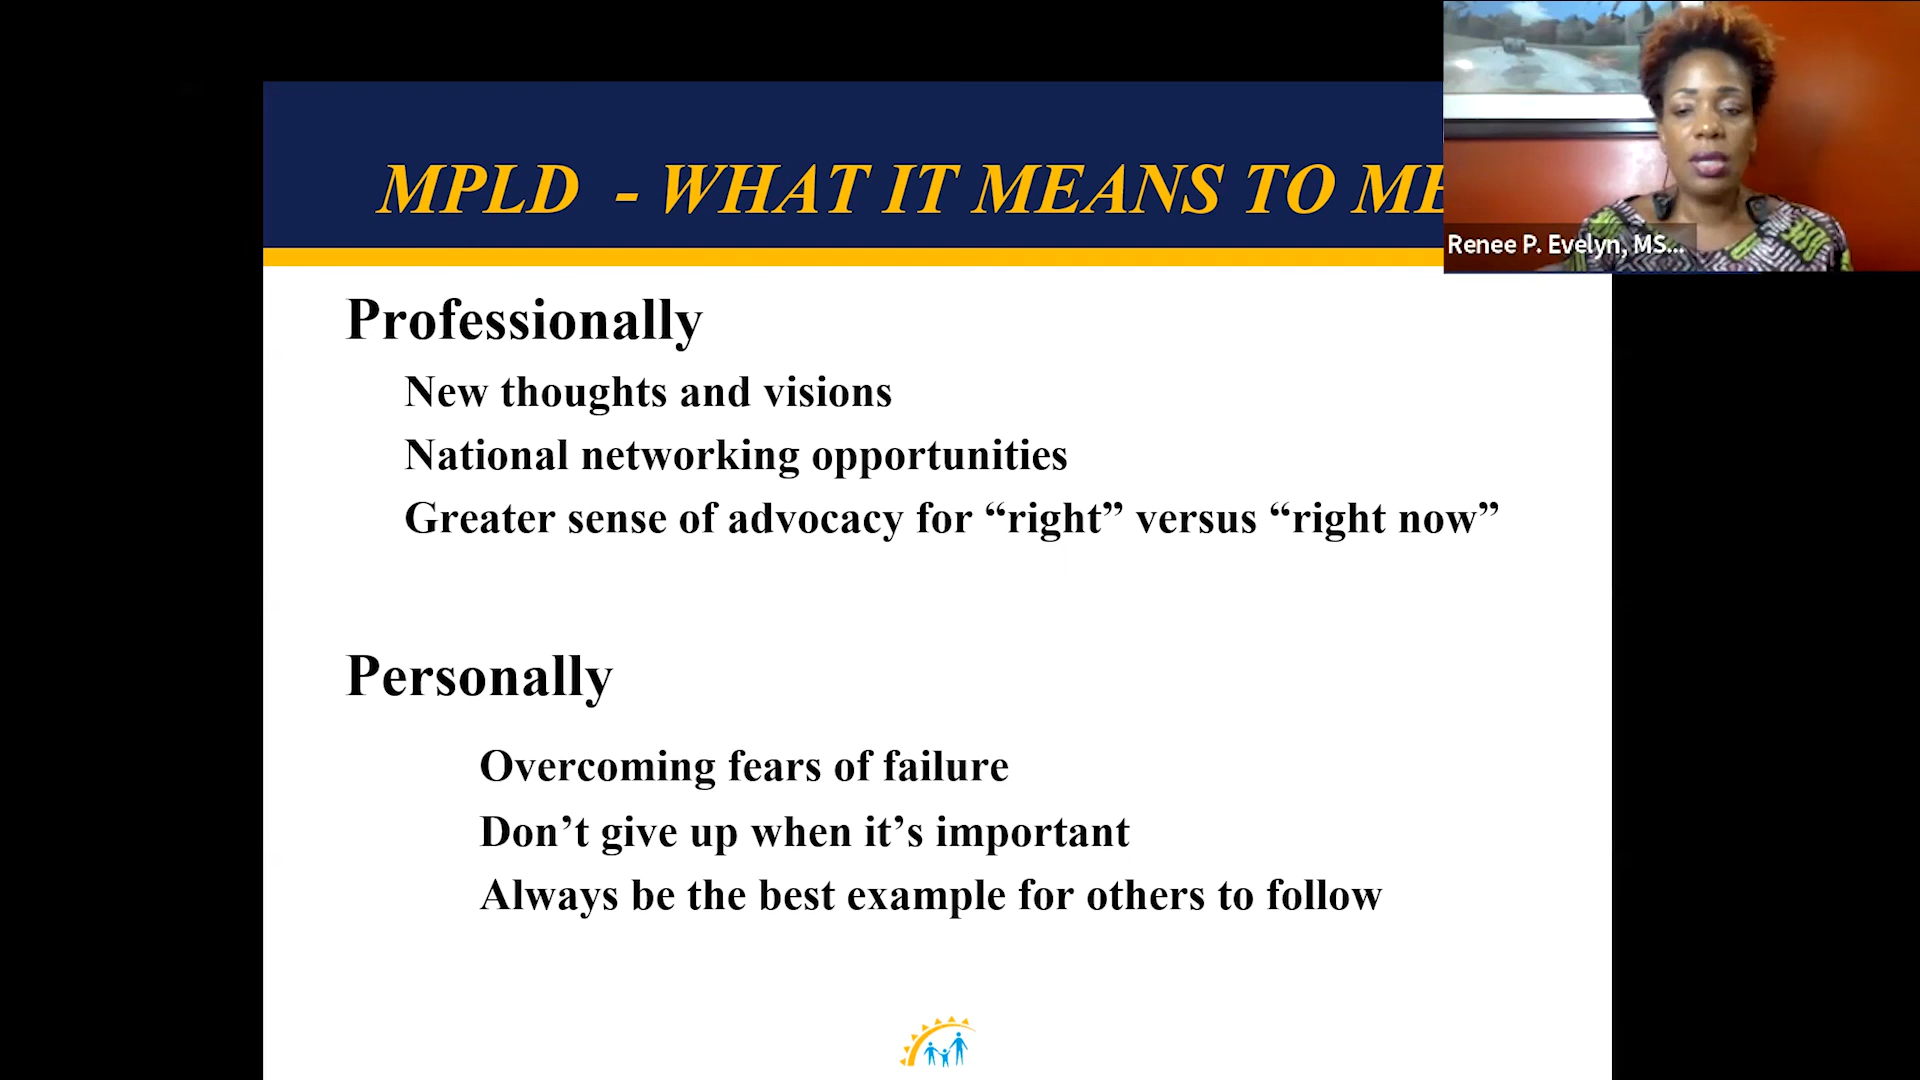 MPLD - WHAT IT MEANS TO ME
Renee P. Evelyn, MS...
Professionally
New thoughts and visions
National networking opportunities
Greater sense of advocacy for “right” versus “right now”
Personally
Overcoming fears of failure
Don’t give up when it’s important
Always be the best example for others to follow